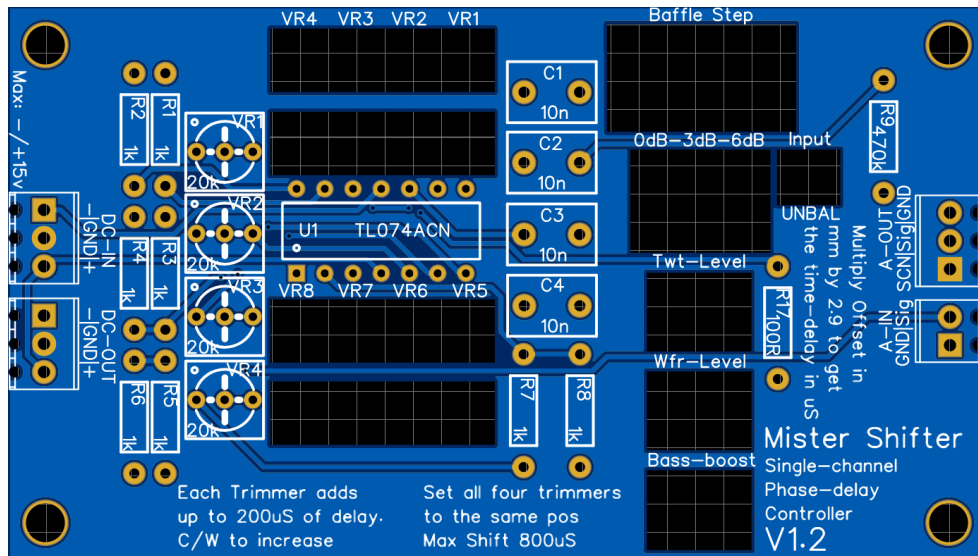 VR4 VR3 VR2 VR1
Baffle Step
Max: -/+15v
R2
1k
R1
1k
VR1
20k
C1
10n
C2
10n
0dB-3dB-6dB
Input
UNBAL
R9
470k
-|GND|+
DC-IN
VR2
20k
U1 TL074ACN
C3
10n
A-OUT
SCN|Sig|GND
R4
1k
R3
1k
VR3
20k
VR8 VR7 VR6 VR5
C4
10n
Twt-Level
R17
100R
Multiply Offset in
mm by 2.9 to get
the time-delay in uS
A-IN
GND|Sig
-|GND|+
DC-OUT
VR4
20k
Wfr-Level
R6
1k
R5
1k
R7
1k
R8
1k
Bass-boost
Mister Shifter
Single-channel
Phase-delay
Controller
V1.2
Each Trimmer adds
up to 200uS of delay.
C/W to increase
Set all four trimmers
to the same pos
Max Shift 800uS